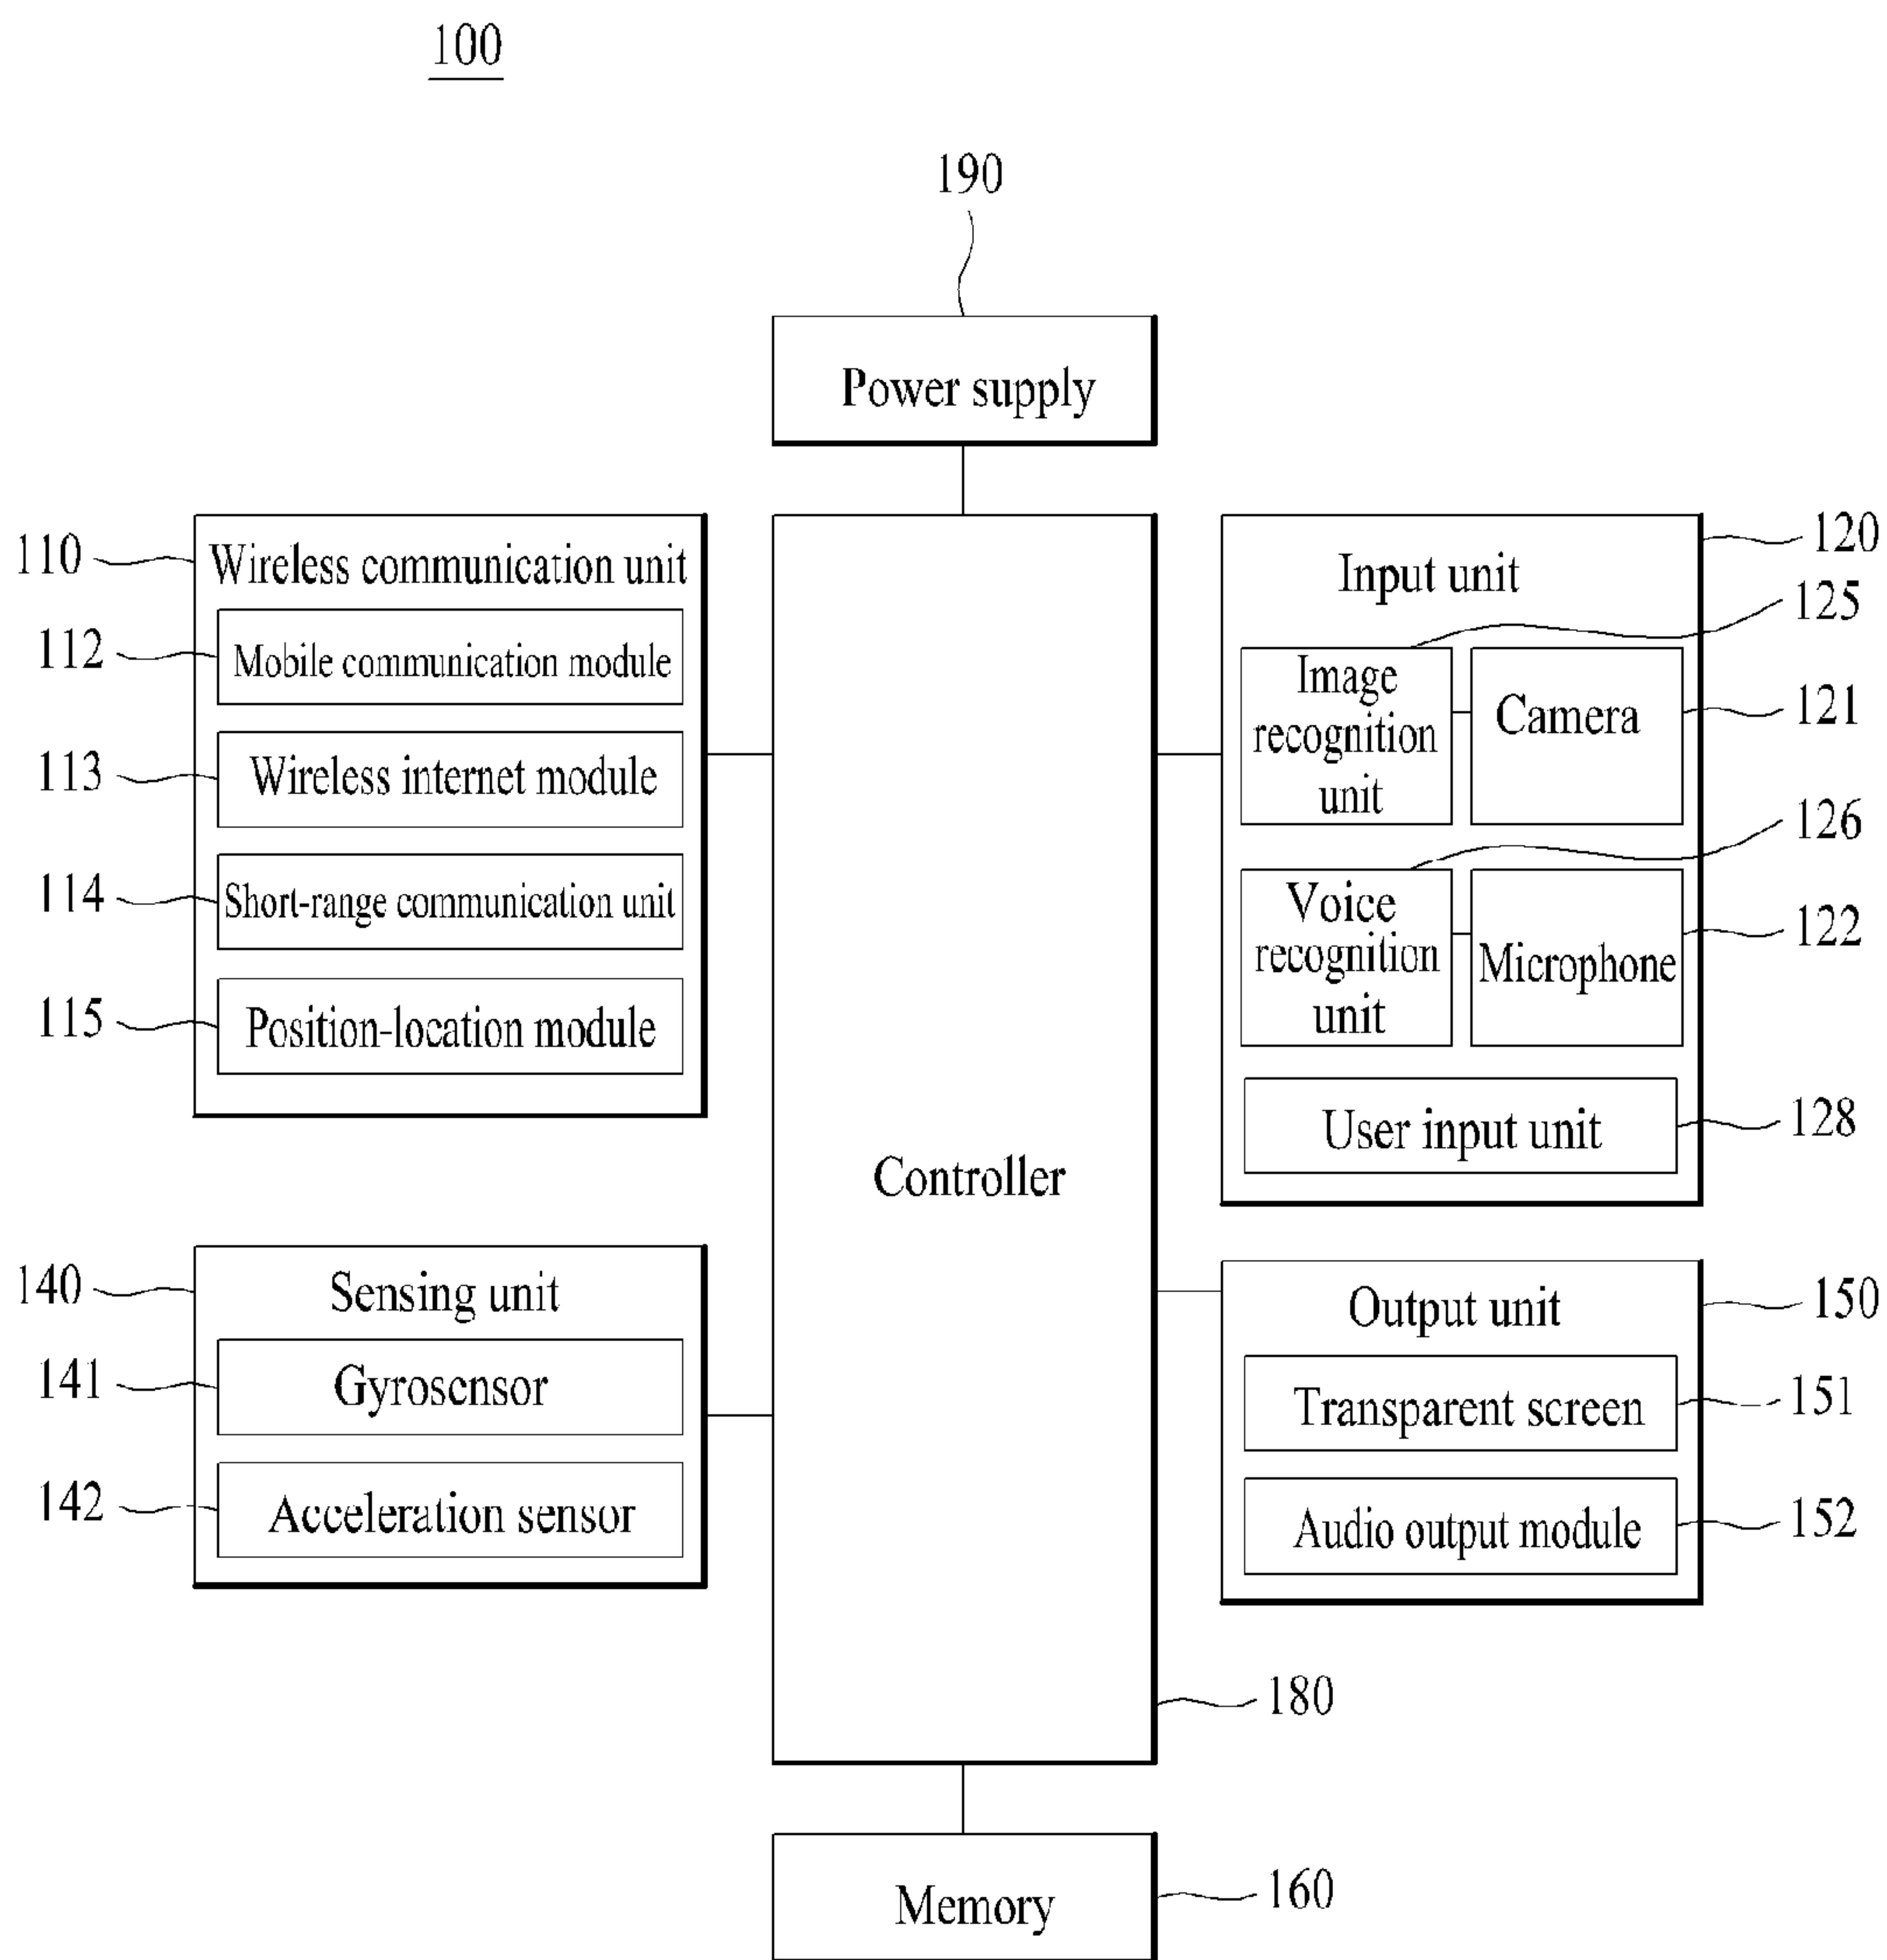 100
190
Power supply
110
Wireless communication unit
112
Mobile communication module
113
Wireless internet module
114
Short-range communication unit
115
Position-location module
120
Input unit
125
Image
recognition
unit
Camera
121
126
Voice
recognition
unit
Microphone
122
User input unit
128
Controller
140
Sensing unit
141
Gyrosensor
142
Acceleration sensor
Output unit
150
Transparent screen
151
Audio output module
152
180
Memory
160